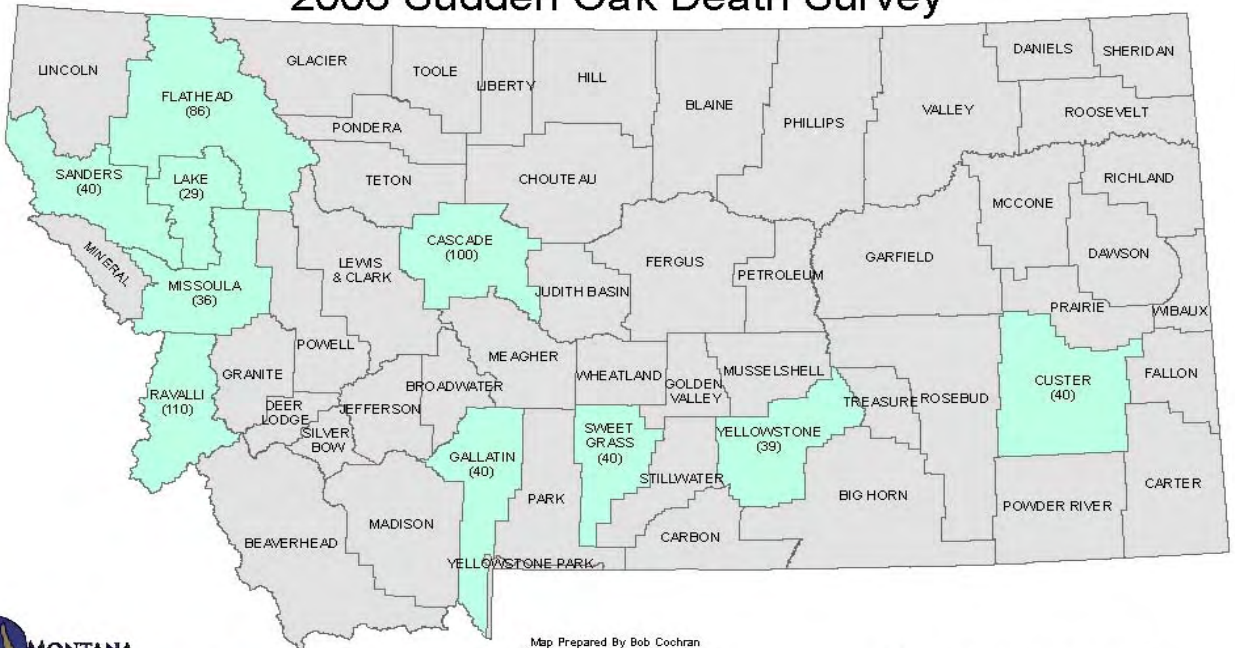 Sudden Oak Death Survey
LINCOLN
FLATHEAD
(86)
GLACIER
TOOLE
LIBERTY
HILL
BLAINE
PHILLIPS
VALLEY
DANIELS
SHERIDAN
ROOSEVELT
PONDERA
SANDERS
(40)
LAKE
(29)
TETON
CHOUTEAU
RICHLAND
MCCONE
MINERAL
MISSOULA
(36)
LEWIS
& CLARK
CASCADE
(100)
JUDITH BASIN
FERGUS
PETROLEUM
GARFIELD
DAWSON
PRAIRIE
WIBAUX
RAVALLI
(110)
GRANITE
POWELL
DEER
LODGE
SILVER
BOW
JEFFERSON
BROADWATER
MEAGHER
WHEATLAND
GOLDEN
VALLEY
MUSSELSHELL
TREASURE
ROSEBUD
CUSTER
(40)
FALLON
GALLATIN
(40)
PARK
SWEET
GRASS
(40)
STILLWATER
YELLOWSTONE
(39)
BIG HORN
POWDER RIVER
CARTER
BEAVERHEAD
MADISON
YELLOWSTONE PARK
CARBON
MONTANA
Map Prepared By Bob Cochran